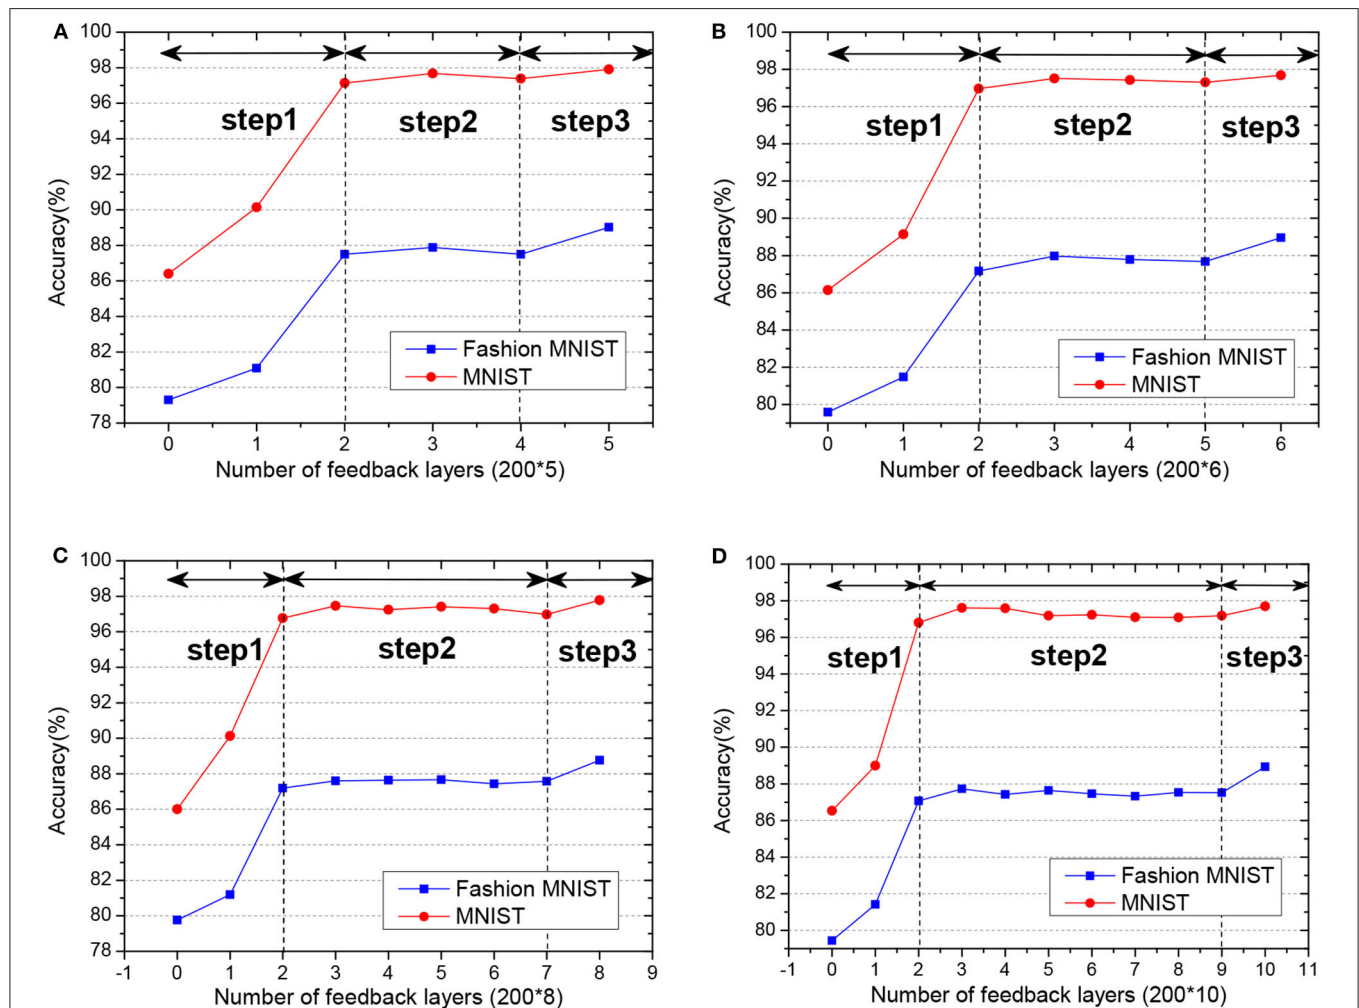 A
100
98
96
94
92
90
88
86
84
82
80
78
Accuracy(%)
step1 step2 step3
Fashion MNIST
MNIST
0 1 2 3 4 5
Number of feedback layers (200*5)
B
100
98
96
94
92
90
88
86
84
82
80
Accuracy(%)
step1 step2 step3
Fashion MNIST
MNIST
0 1 2 3 4 5 6
Number of feedback layers (200*6)
C
100
98
96
94
92
90
88
86
84
82
80
78
Accuracy(%)
step1 step2 step3
Fashion MNIST
MNIST
-1 0 1 2 3 4 5 6 7 8 9
Number of feedback layers (200*8)
D
100
98
96
94
92
90
88
86
84
82
80
Accuracy(%)
step1 step2 step3
Fashion MNIST
MNIST
-1 0 1 2 3 4 5 6 7 8 9 10 11
Number of feedback layers (200*10)